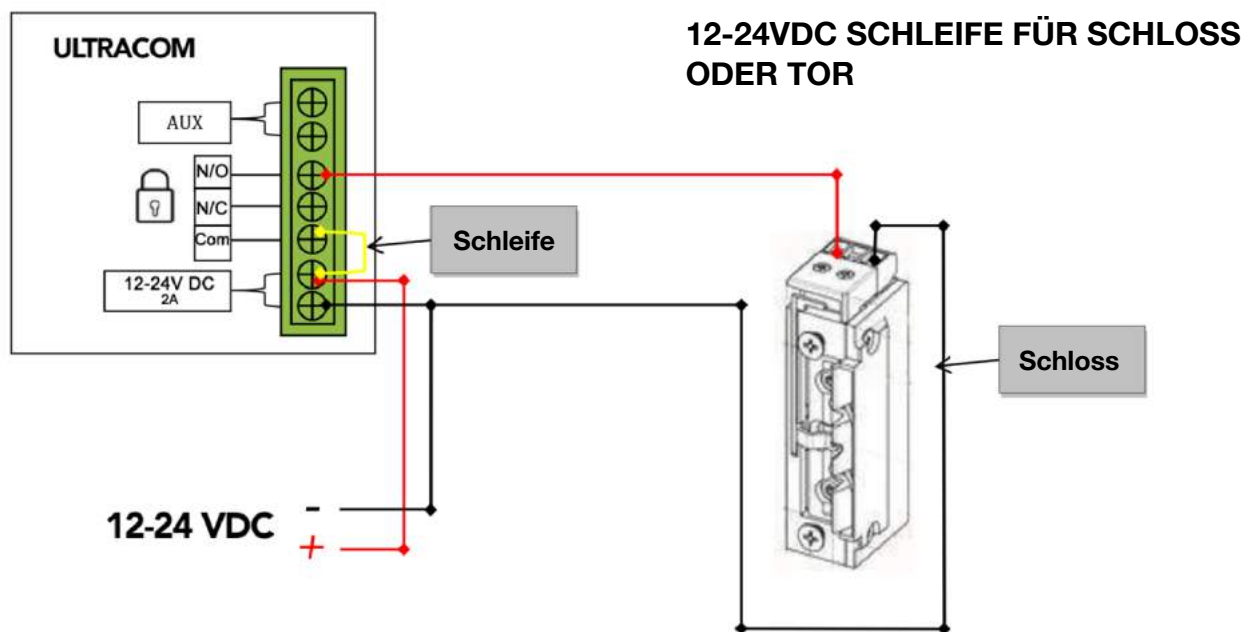 12-24VDC SCHLEIFE FÜR SCHLOSS
ODER TOR
ULTRACOM
AUX
N/O
N/C
Com
12-24V DC
2A
Schleife
Schloss
12-24 VDC
-
+